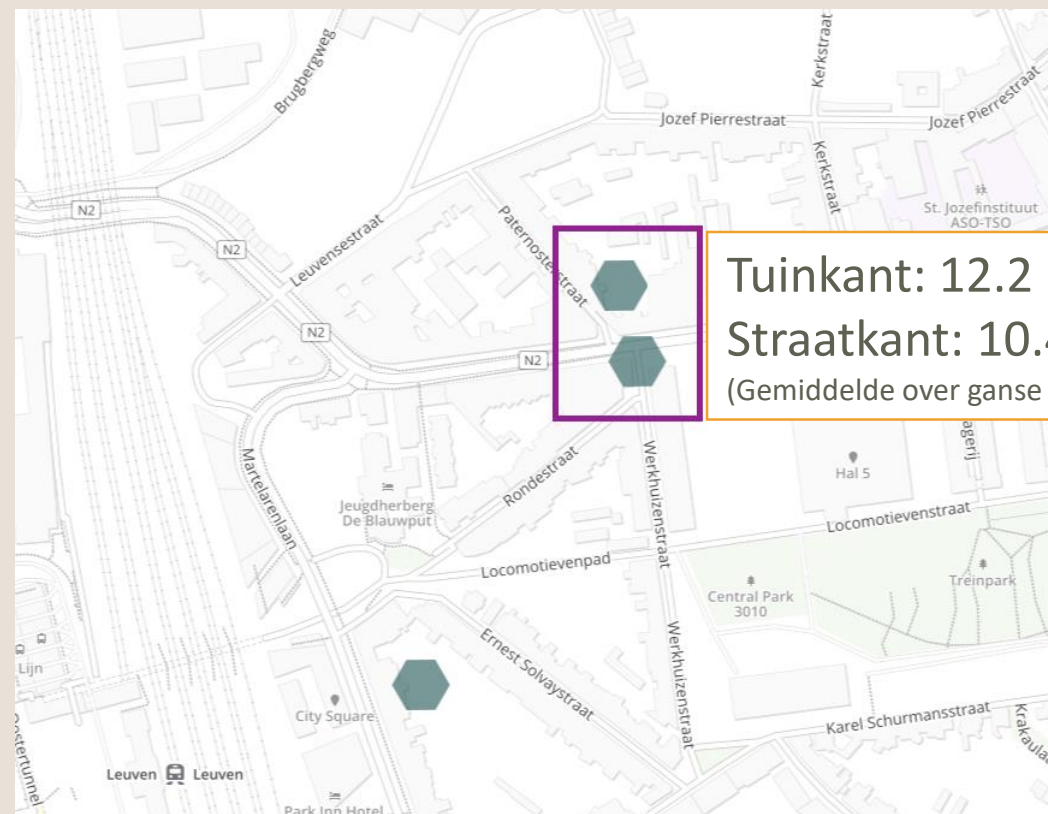 Brugbergweg
Kerkstraat
Jozef Pierrestraat
Jozef Pierrestraat
Kerkstraat
St. Jozefinstituut
ASO-TSO
N2
N2
Leuvensestraat
Paternosterstraat
N2
N2
Tuinkant: 12.2
Straatkant: 10.4
(Gemiddelde over ganse
Martelarenlaan
Jeugdherberg
De Blauwput
Rondestraat
Werkhuizenstraat
Hal 5
Locomotievenstraat
Locomotievenpad
Central Park
3010
Treinpark
Lijn
Ernest Solvaystraat
Werkhuizenstraat
City Square
Karel Schurmansstraat
Leuven
Leuven
Park Inn Hotel